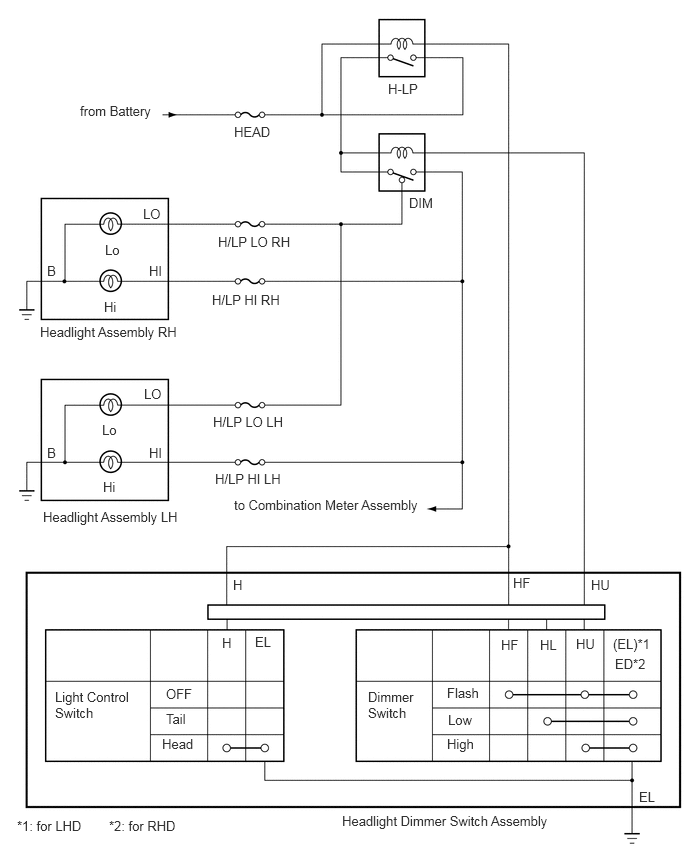 H-LP
from Battery
HEAD
DIM
LO
Lo
H/LP LO RH
B
HI
Hi
H/LP HI RH
Headlight Assembly RH
LO
Lo
H/LP LO LH
B
HI
Hi
H/LP HI LH
Headlight Assembly LH
to Combination Meter Assembly
H
HF
HU
H
EL
HF
HL
HU
(EL)*1
ED*2
Light Control
Switch
OFF
Tail
Head
Dimmer
Switch
Flash
Low
High
EL
*1: for LHD
*2: for RHD
Headlight Dimmer Switch Assembly